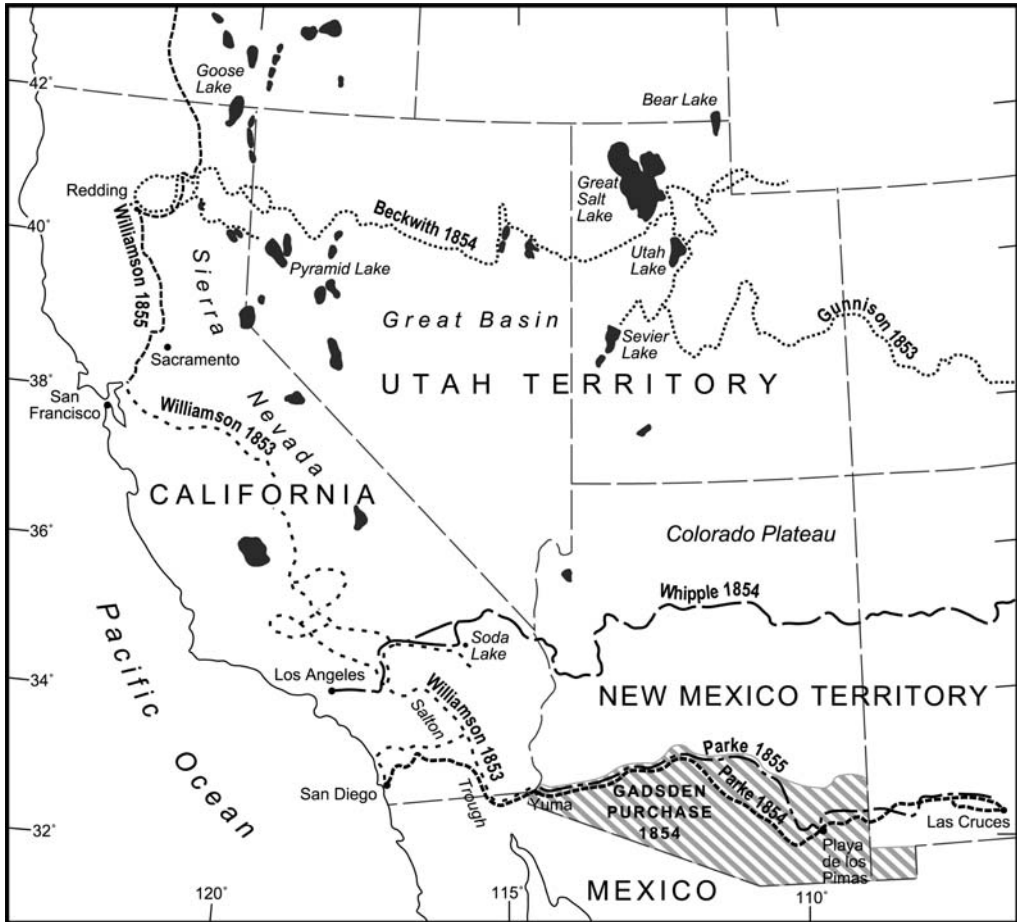 42°
Goose
Lake
Bear Lake
Redding
Great
Salt
Lake
40°
Williamson 1855
Sierra
Beckwith 1854
Pyramid Lake
Utah
Lake
Gunnison 1853
Great Basin
Sevier
Lake
Sacramento
38°
UTAH TERRITORY
San
Francisco
Williamson 1853
Nevada
CALIFORNIA
36°
Colorado Plateau
Whipple 1854
Pacific Ocean
Soda
Lake
Los Angeles
34°
NEW MEXICO TERRITORY
Williamson 1853
Salton
Trough
Parke 1855
Parke 1854
San Diego
Yuma
GADSDEN
PURCHASE
1854
Las Cruces
32°
Playa
de los
Pimas
MEXICO
120°
115°
110°